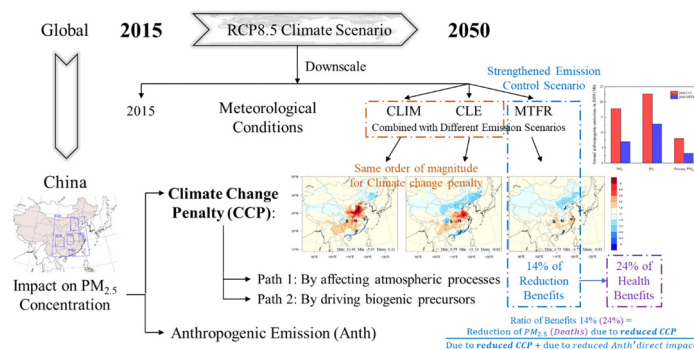 Global
2015
RCP8.5 Climate Scenario
2050
Downscale
Strengthened Emission
Control Scenario
2015
Meteorological
Conditions
CLIM
CLE
MTFR
Combined with Different Emission Scenarios
Same order of magnitude
for Climate change penalty
China
Climate Change
Penalty (CCP):
Path 1: By affecting atmospheric processes
Path 2: By driving biogenic precursors
14% of
Reduction
Benefits
24% of
Health
Benefits
Impact on PM2.5
Concentration
Anthropogenic Emission (Anth)
Ratio of Benefits 14% (24%) =
Reduction of PM2.5 (Deaths) due to reduced CCP
Due to reduced CCP + due to reduced Anth'direct impact